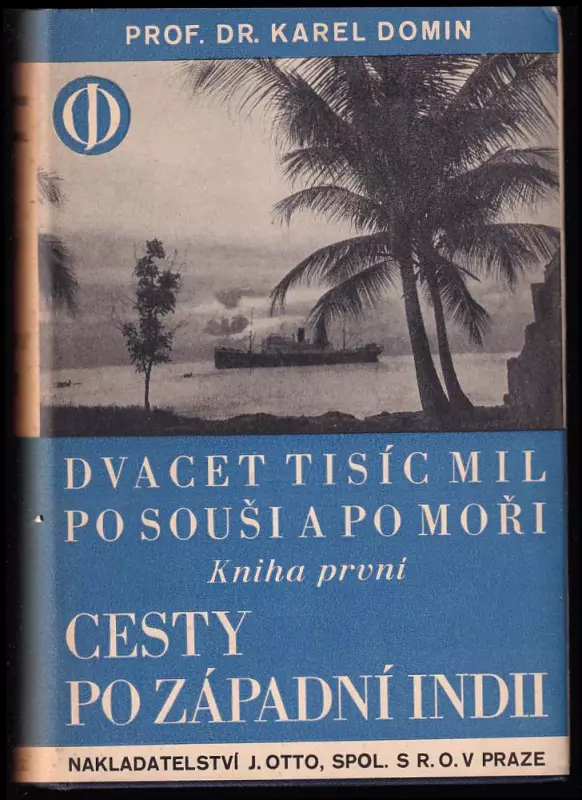 PROF. DR. KAREL DOMIN
DVACET TISÍC MIL
PO SOUŠI A PO MOŘI
Kniha první
CESTY
PO ZÁPADNÍ INDII
NAKLADATELSTVÍ J. OTTO, SPOL. S R. O. V PRAZE